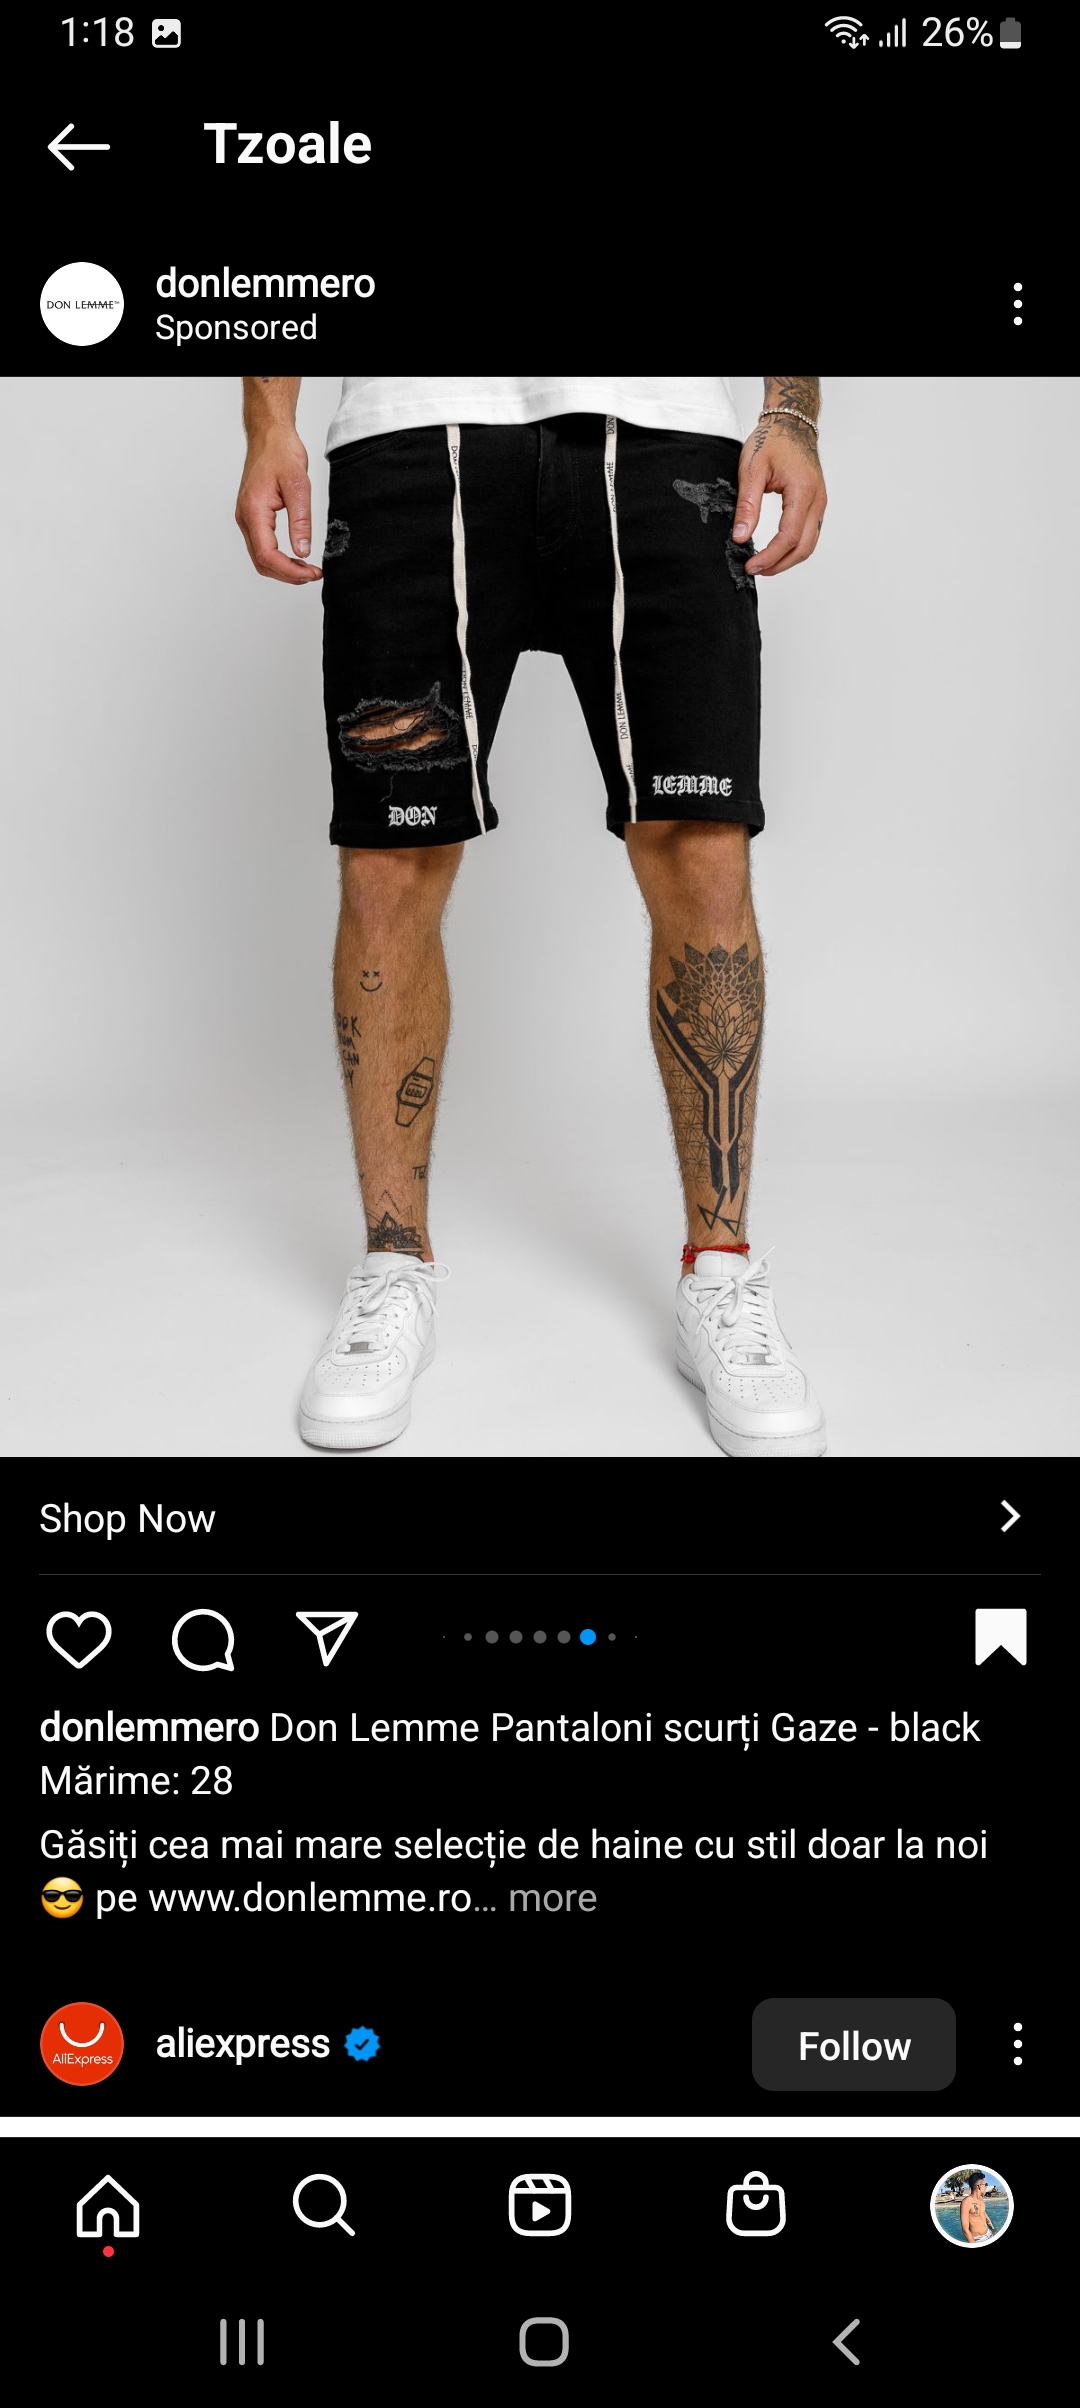 1:18
26%
Tzoale
DON LEMME™
donlemmero
Sponsored
DON LEMME
DON
LEMME
Shop Now
donlemmero Don Lemme Pantaloni scurți Gaze - black
Mărime: 28
Găsiți cea mai mare selecție de haine cu stil doar la noi
😎 pe www.donlemme.ro... more
AliExpress
aliexpress
Follow